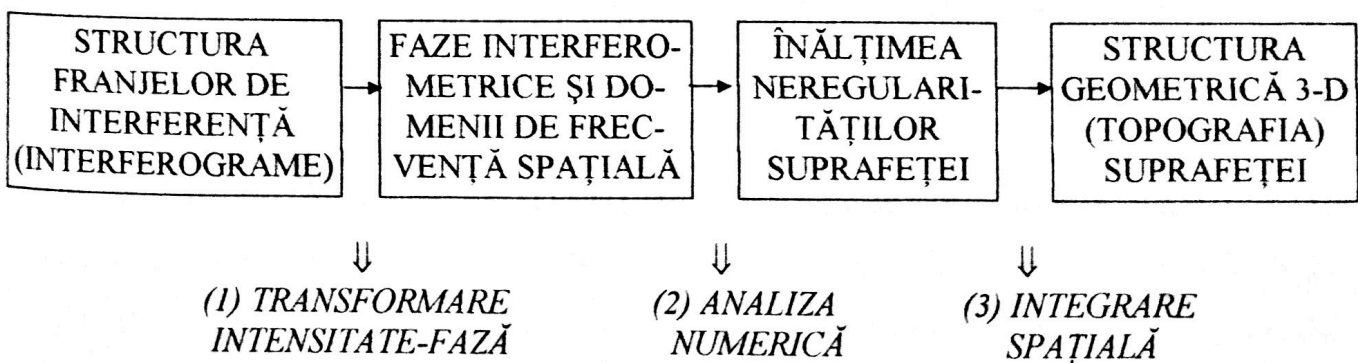 STRUCTURA
FRANJELOR DE
INTERFERENȚĂ
(INTERFEROGRAME)
FAZE INTERFERO-
METRICE ȘI DO-
MENII DE FREC-
VENȚĂ SPAȚIALĂ
ÎNĂLȚIMEA
NEREGULARI-
TĂȚILOR
SUPRAFEȚEI
STRUCTURA
GEOMETRICĂ 3-D
(TOPOGRAFIA)
SUPRAFEȚEI
(1) TRANSFORMARE
INTENSITATE-FAZĂ
(2) ANALIZA
NUMERICĂ
(3) INTEGRARE
SPAȚIALĂ